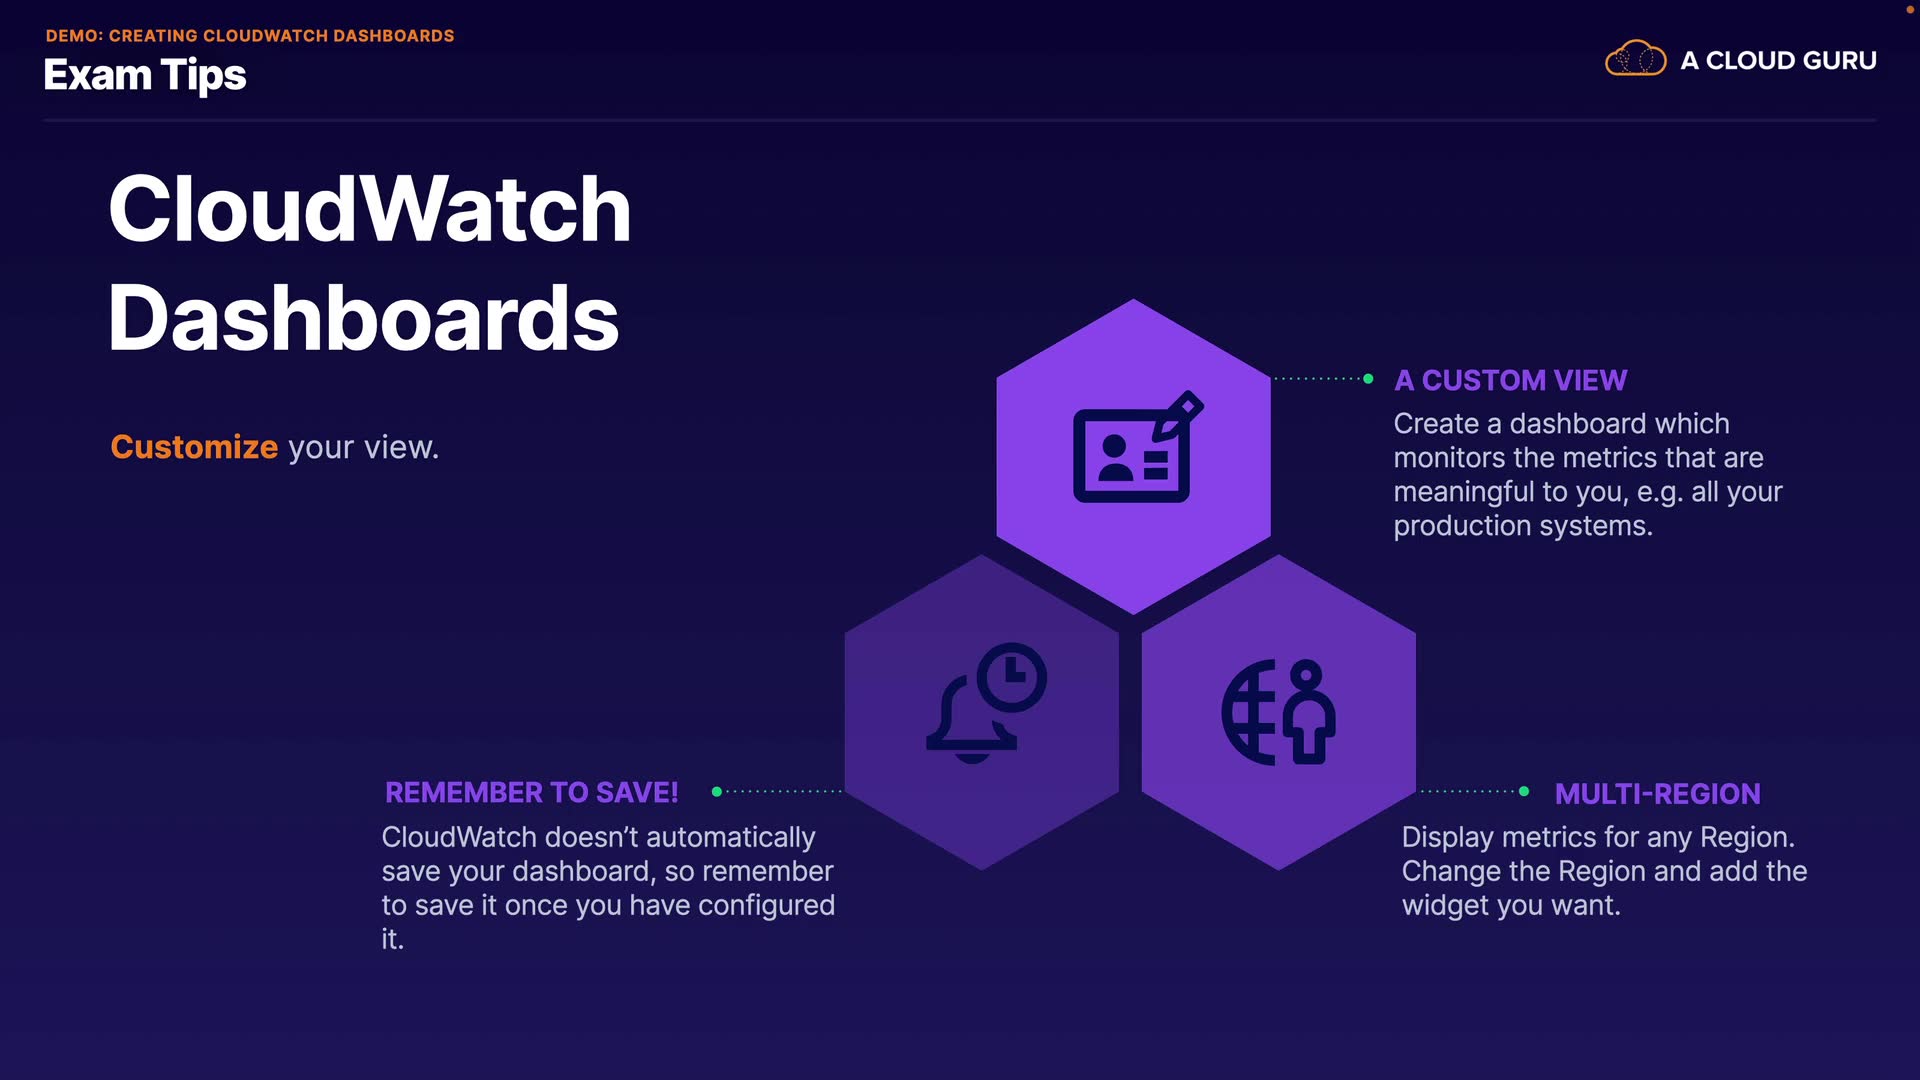 DEMO: CREATING CLOUDWATCH DASHBOARDS
Exam Tips
A CLOUD GURU
CloudWatch
Dashboards
Customize your view.
A CUSTOM VIEW
Create a dashboard which
monitors the metrics that are
meaningful to you, e.g. all your
production systems.
REMEMBER TO SAVE!
CloudWatch doesn’t automatically
save your dashboard, so remember
to save it once you have configured
it.
MULTI-REGION
Display metrics for any Region.
Change the Region and add the
widget you want.